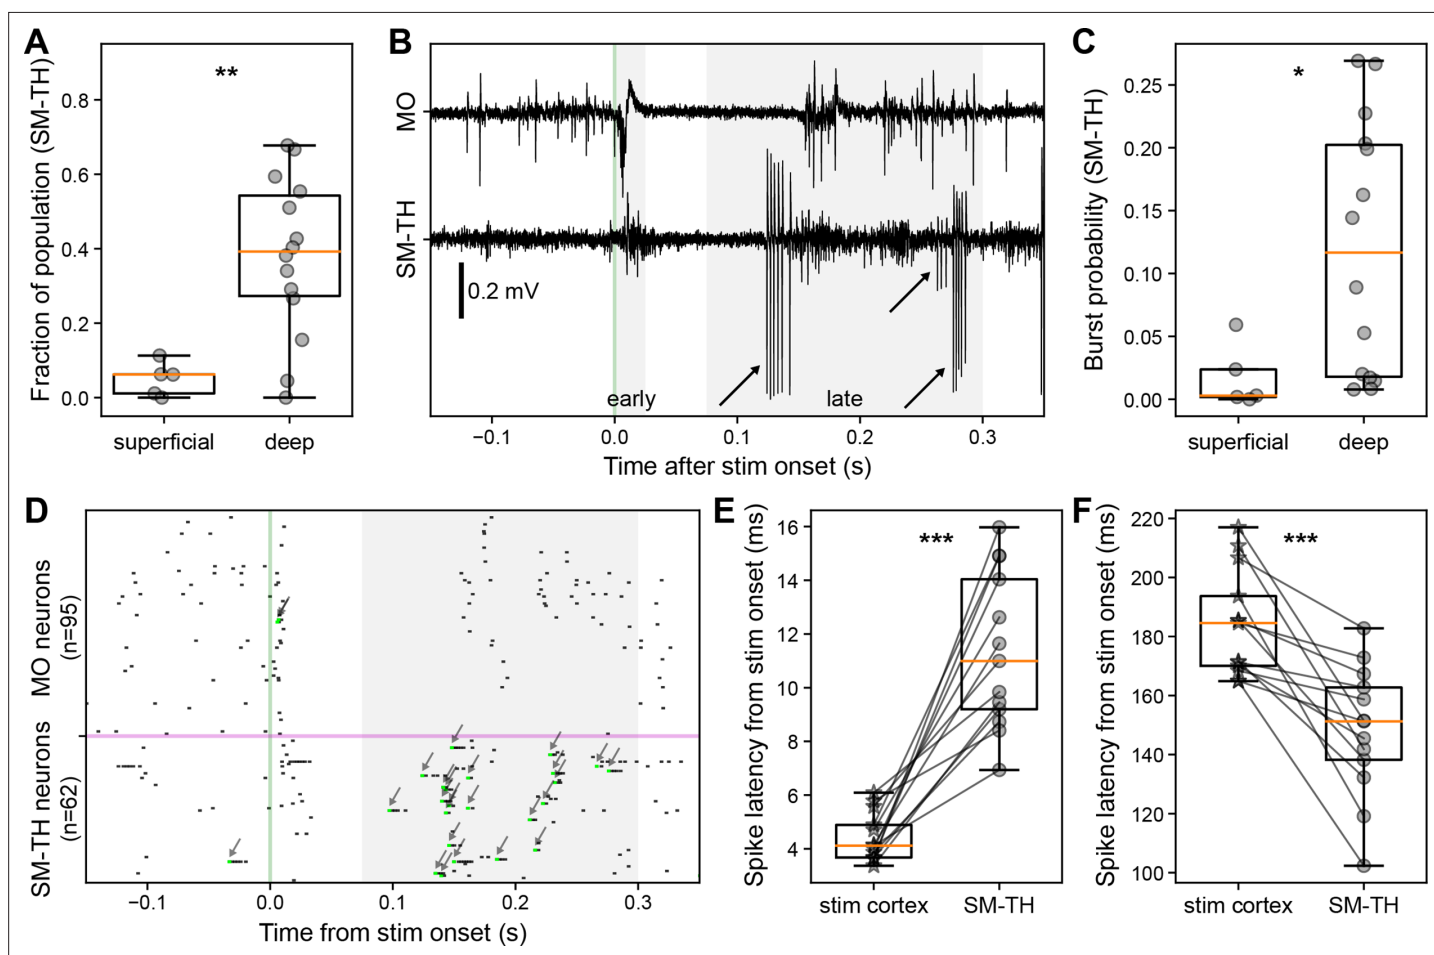 A
Fraction of population (SM-TH)
**
0.8
0.6
0.4
0.2
0.0
superficial
deep
B
MO
SM-TH
0.2 mV
early
late
−0.1
0.0
0.1
0.2
0.3
Time after stim onset (s)
C
Burst probability (SM-TH)
*
0.25
0.20
0.15
0.10
0.05
0.00
superficial
deep
D
MO neurons
(n=95)
SM-TH neurons
(n=62)
−0.1
0.0
0.1
0.2
0.3
Time from stim onset (s)
E
Spike latency from stim onset (ms)
***
16
14
12
10
8
6
4
stim cortex
SM-TH
F
Spike latency from stim onset (ms)
***
220
200
180
160
140
120
100
stim cortex
SM-TH